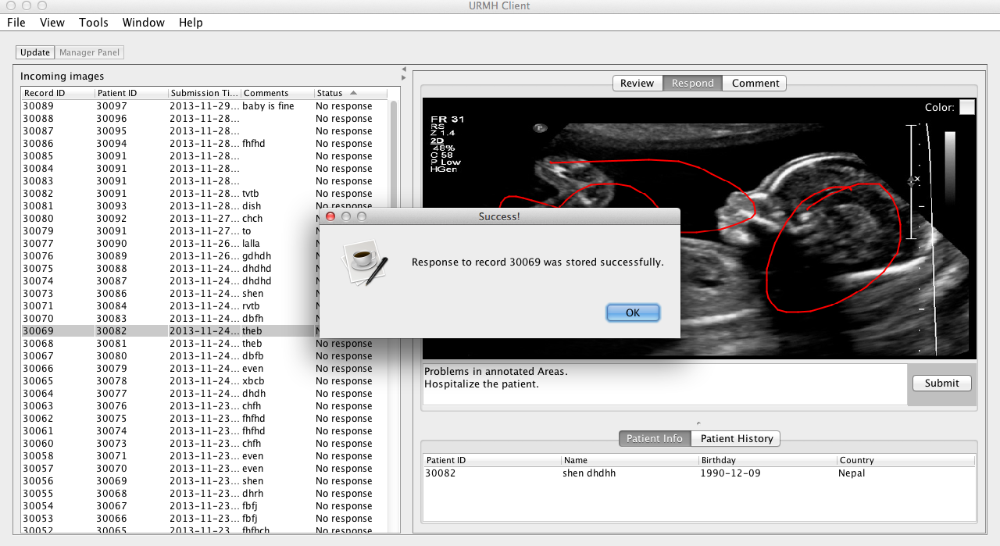 URMH Client
File View Tools Window Help
Update Manager Panel
Incoming images
Record ID Patient ID Submission Ti... Comments Status
30089 30097 2013-11-29... baby is fine No response
30088 30096 2013-11-28... No response
30087 30095 2013-11-28... No response
30086 30094 2013-11-28... fhfhd No response
30085 30091 2013-11-28... No response
30084 30091 2013-11-28... No response
30083 30091 2013-11-28... No response
30082 30091 2013-11-28... tvtb No response
30081 30093 2013-11-28... dish No response
30080 30092 2013-11-27... chch
30079 30091 2013-11-27... to
30077 30090 2013-11-26... lalla
30076 30089 2013-11-26... gdhdh
30075 30088 2013-11-24... dhdhd
30074 30087 2013-11-24... dhdhd
30073 30086 2013-11-24... shen
30071 30084 2013-11-24... rvtb
30070 30083 2013-11-24... dbfh
30069 30082 2013-11-24... theb
30068 30081 2013-11-24... theb No response
30067 30080 2013-11-24... dbfb No response
30066 30079 2013-11-24... even No response
30065 30078 2013-11-24... xbcb No response
30064 30077 2013-11-24... dhdh No response
30063 30076 2013-11-23... chfh No response
30062 30075 2013-11-23... fhfhd No response
30061 30074 2013-11-23... fhfhd No response
30060 30073 2013-11-23... chfh No response
30058 30071 2013-11-23... even No response
30057 30070 2013-11-23... even No response
30056 30069 2013-11-23... shen No response
30055 30068 2013-11-23... dhrh No response
30054 30067 2013-11-23... fbfj No response
30053 30066 2013-11-23... fbfj No response
30052 30065 2013-11-23... fhfhch No response
Review Respond Comment
Color:
FR 31
RS
Z 1.4
2D
48%
C 58
P Low
HGen
P
x
Success!
Response to record 30069 was stored successfully.
OK
Problems in annotated Areas.
Hospitalize the patient.
Submit
Patient Info Patient History
Patient ID Name Birthday Country
30082 shen dhdhh 1990-12-09 Nepal